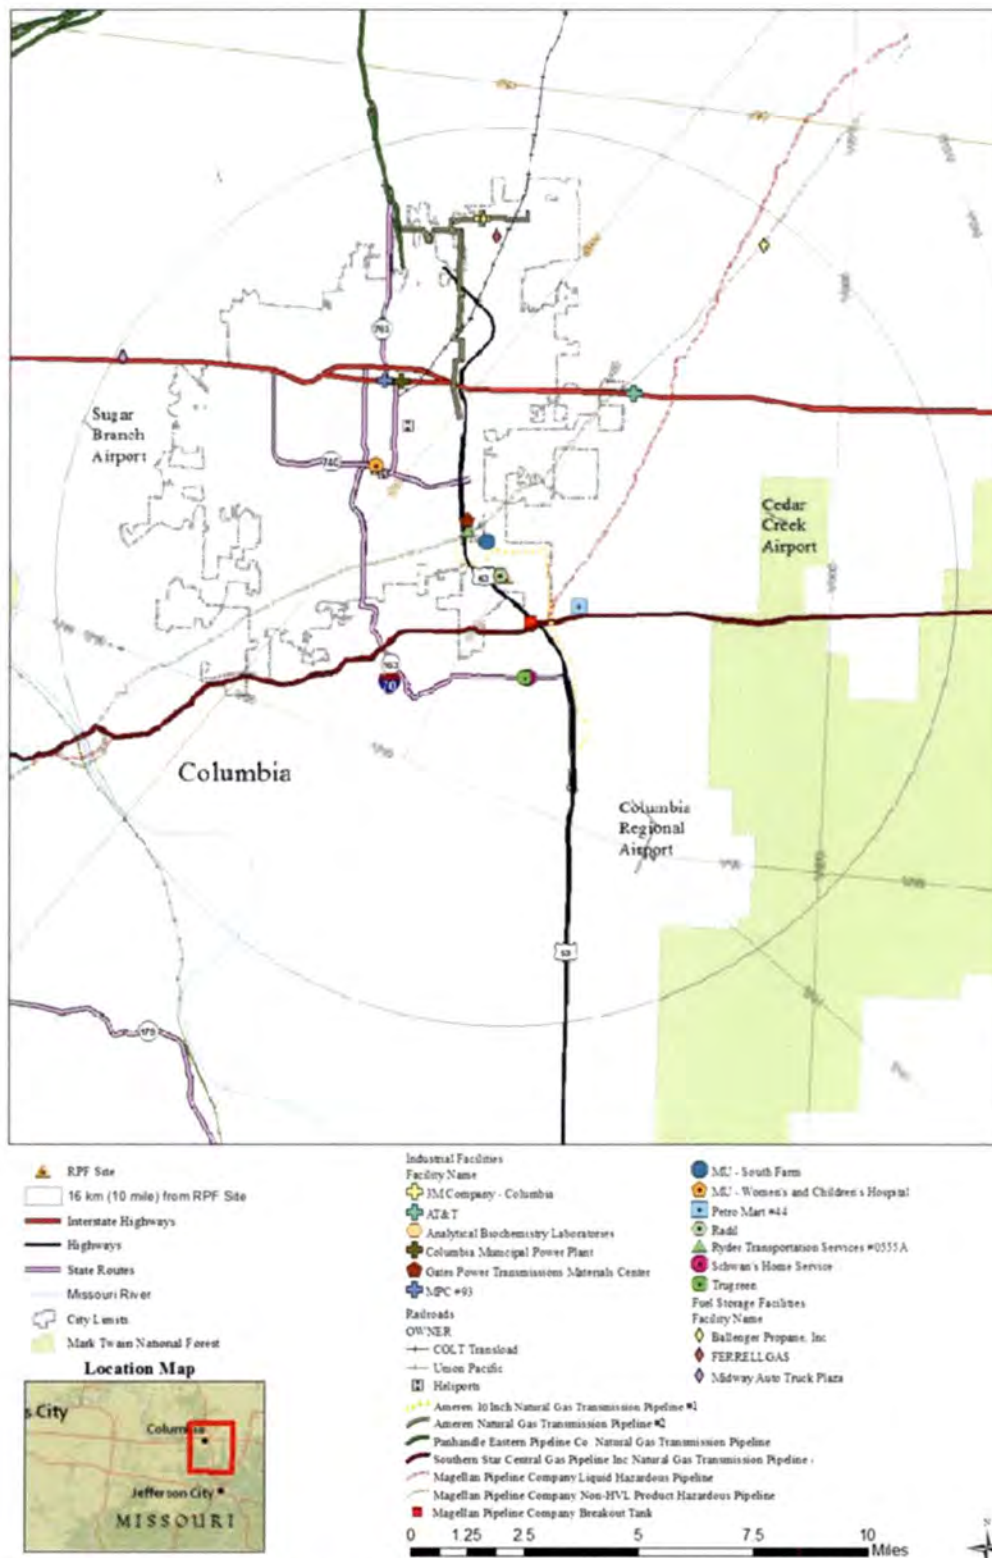 763
Sugar
Branch
Airport
740
Cedar
Creek
Airport
63
163
70
Columbia
Columbia
Regional
Airport
63
179
RPF Site
16 km (10 mile) from RPF Site
Interstate Highways
Highways
State Routes
Missouri River
City Limits
Mark Twain National Forest
Location Map
s City
Columbia
Jefferson City
MISSOURI
Industrial Facilities
Facility Name
3M Company - Columbia
AT&T
Analytical Biochemistry Laboratories
Columbia Municipal Power Plant
Gates Power Transmissions Materials Center
MPC #93
Railroads
OWNER
COLT Transload
Union Pacific
H Heliports
MU - South Farm
MU - Women's and Children's Hospital
Petro Mart #44
Radil
Ryder Transportation Services #0555A
Schwan's Home Service
Trugreen
Fuel Storage Facilities
Facility Name
Ballenger Propane, Inc
FERRELLGAS
Midway Auto Truck Plaza
Ameren 10 Inch Natural Gas Transmission Pipeline #1
Ameren Natural Gas Transmission Pipeline #2
Panhandle Eastern Pipeline Co Natural Gas Transmission Pipeline
Southern Star Central Gas Pipeline Inc Natural Gas Transmission Pipeline
Magellan Pipeline Company Liquid Hazardous Pipeline
Magellan Pipeline Company Non-HVL Product Hazardous Pipeline
Magellan Pipeline Company Breakout Tank
0 1.25 2.5 5 7.5 10
Miles
N